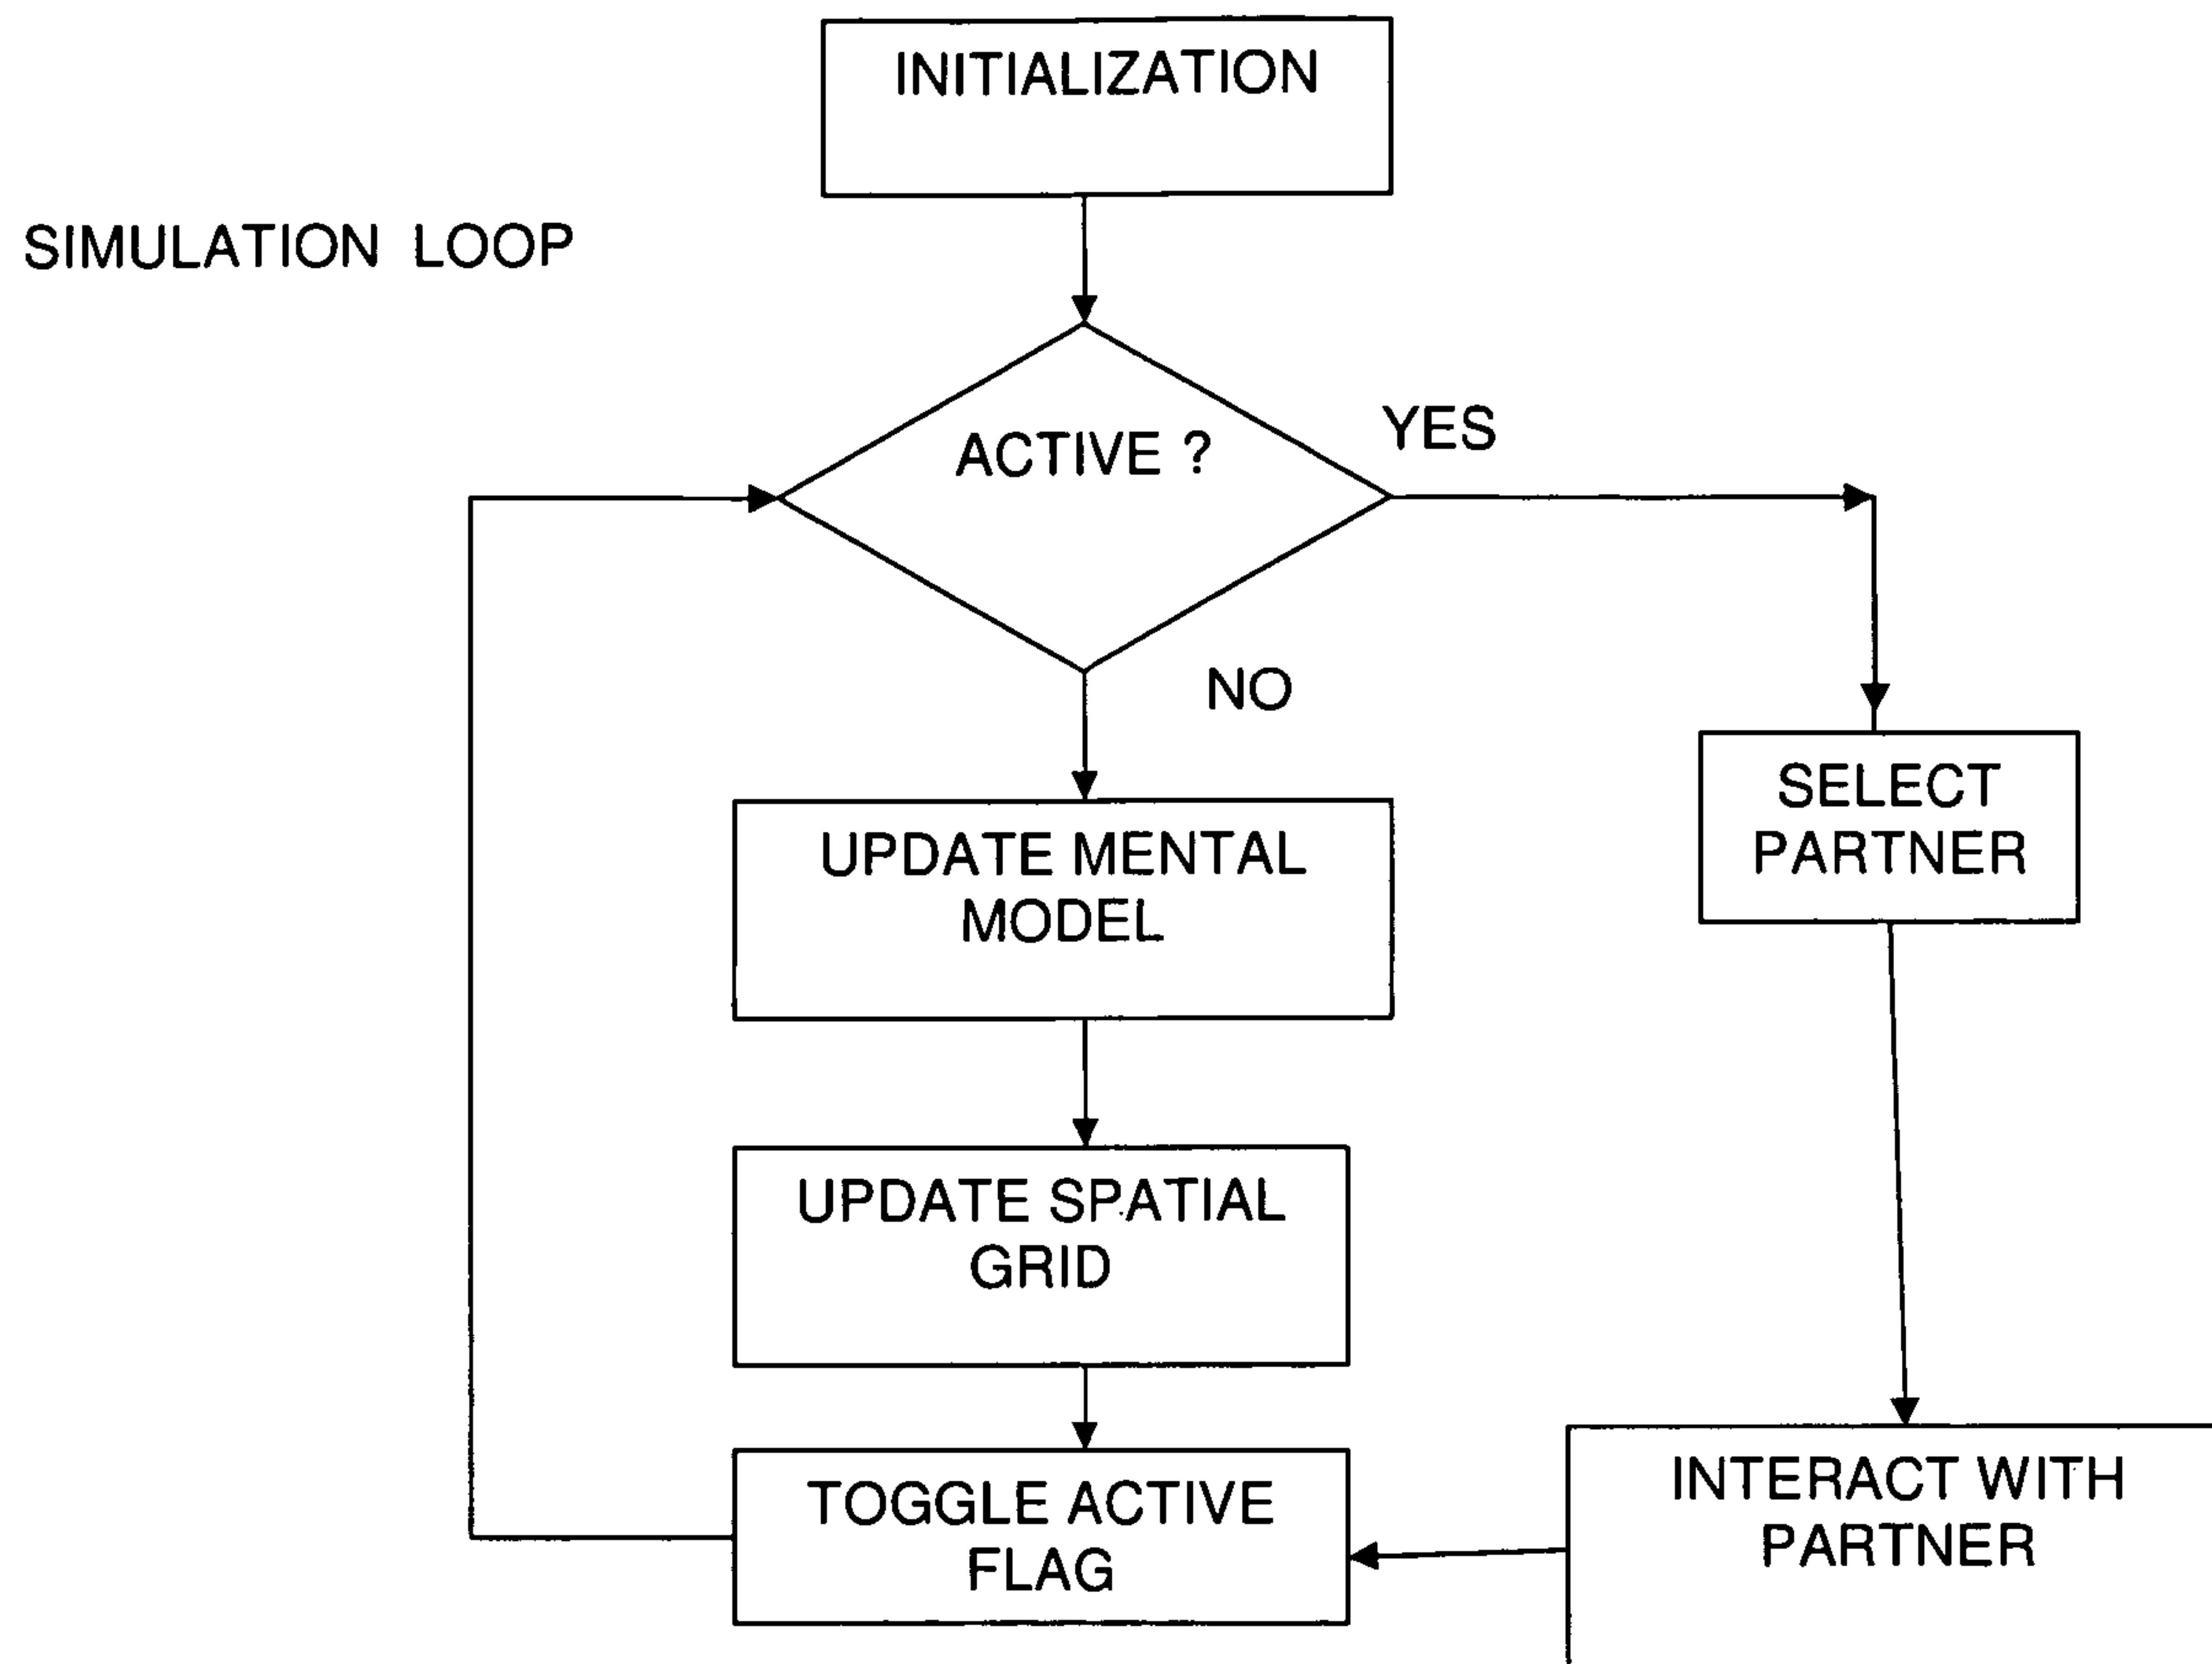 INITIALIZATION
SIMULATION LOOP
ACTIVE ?
YES
NO
UPDATE MENTAL
MODEL
SELECT
PARTNER
UPDATE SPATIAL
GRID
TOGGLE ACTIVE
FLAG
INTERACT WITH
PARTNER